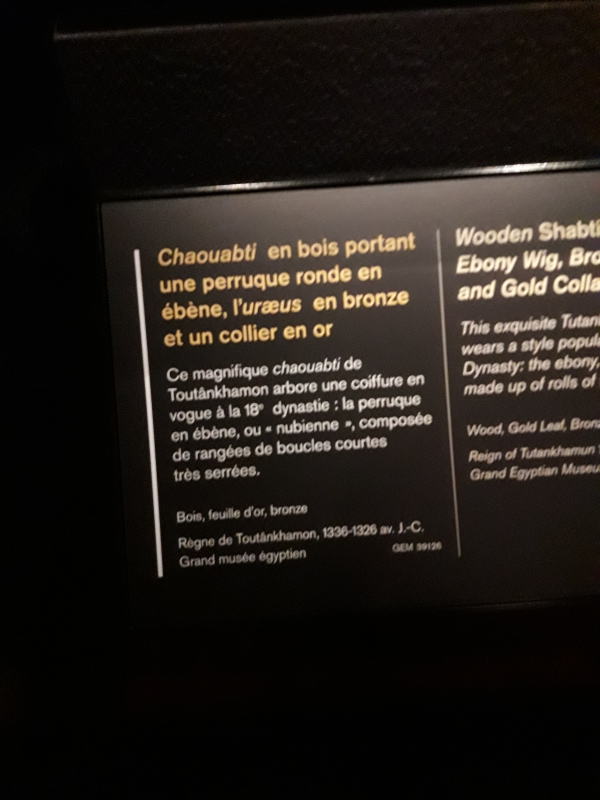 Chaouabti en bois portant
une perruque ronde en
ébène, l'uræus en bronze
et un collier en or
Ce magnifique chaouabti de
Toutânkhamon arbore une coiffure en
vogue à la 18e dynastie : la perruque
en ébène, ou « nubienne », composée
de rangées de boucles courtes
très serrées.
Bois, feuille d'or, bronze
Règne de Toutânkhamon, 1336-1326 av. J.-C.
Grand musée égyptien
GEM 39126
Wooden Shabti
Ebony Wig, Bro
and Gold Colla
This exquisite Tutan
wears a style popula
Dynasty: the ebony,
made up of rolls of
Wood, Gold Leaf, Bronz
Reign of Tutankhamun
Grand Egyptian Museu